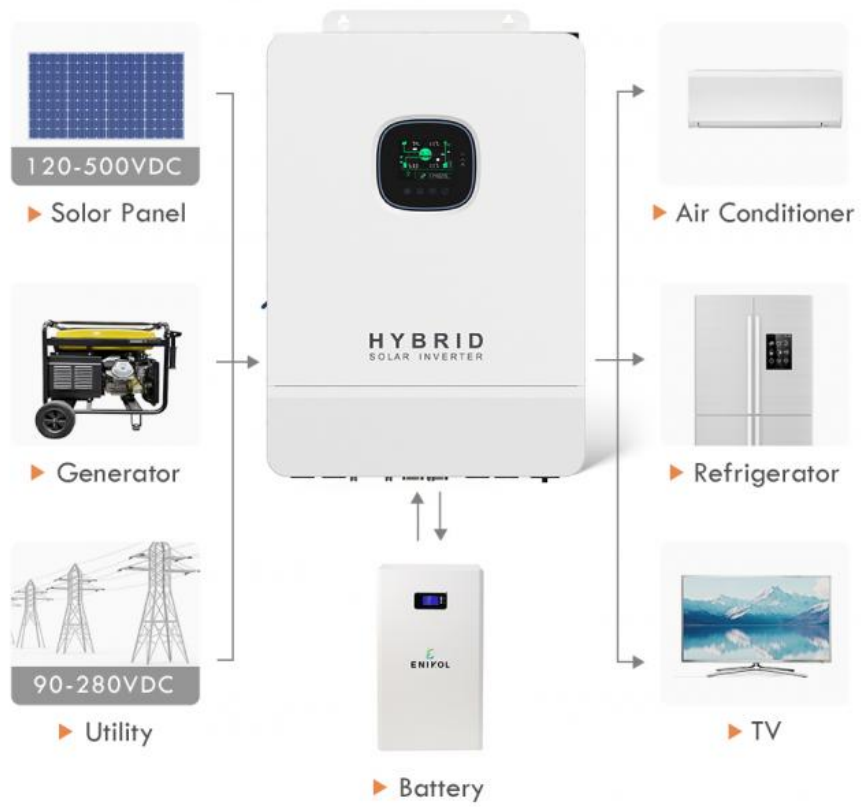 120-500VDC
Solor Panel
Generator
90-280VDC
Utility
HYBRID
SOLAR INVERTER
ENIVOL
Battery
Air Conditioner
Refrigerator
TV